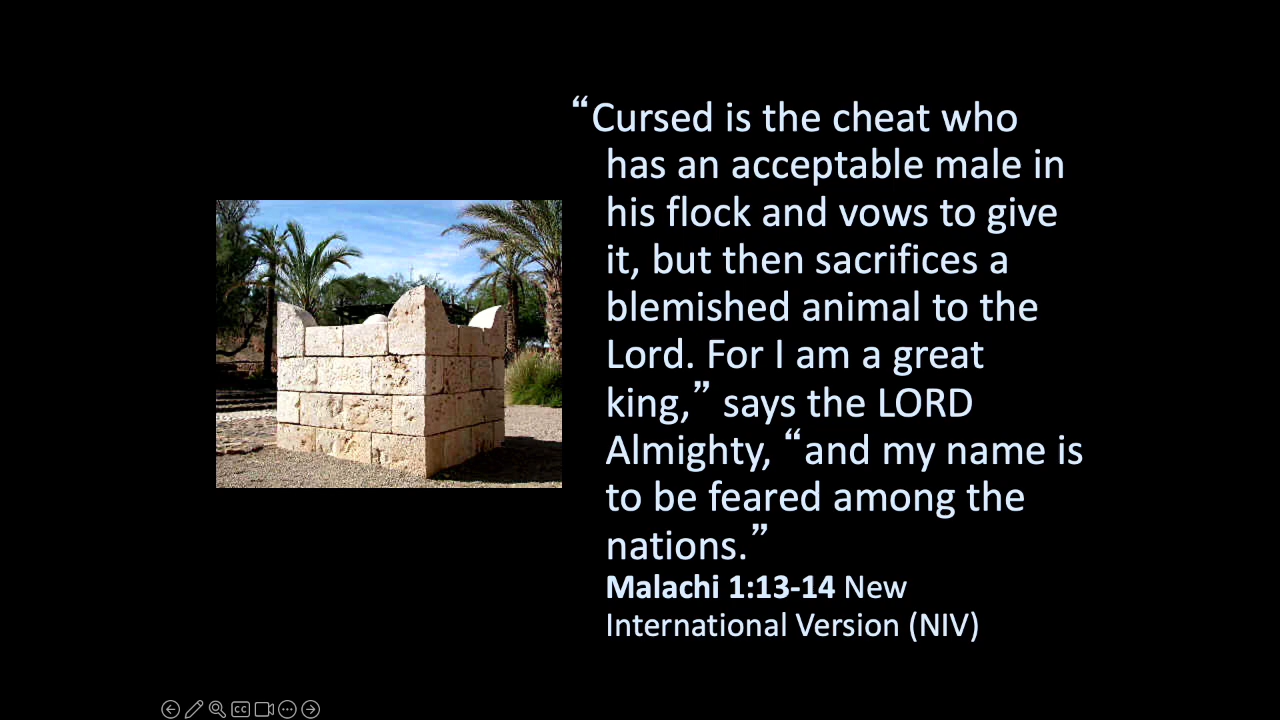 “Cursed is the cheat who
has an acceptable male in
his flock and vows to give
it, but then sacrifices a
blemished animal to the
Lord. For I am a great
king,” says the LORD
Almighty, “and my name is
to be feared among the
nations.”
Malachi 1:13-14 New
International Version (NIV)
CC